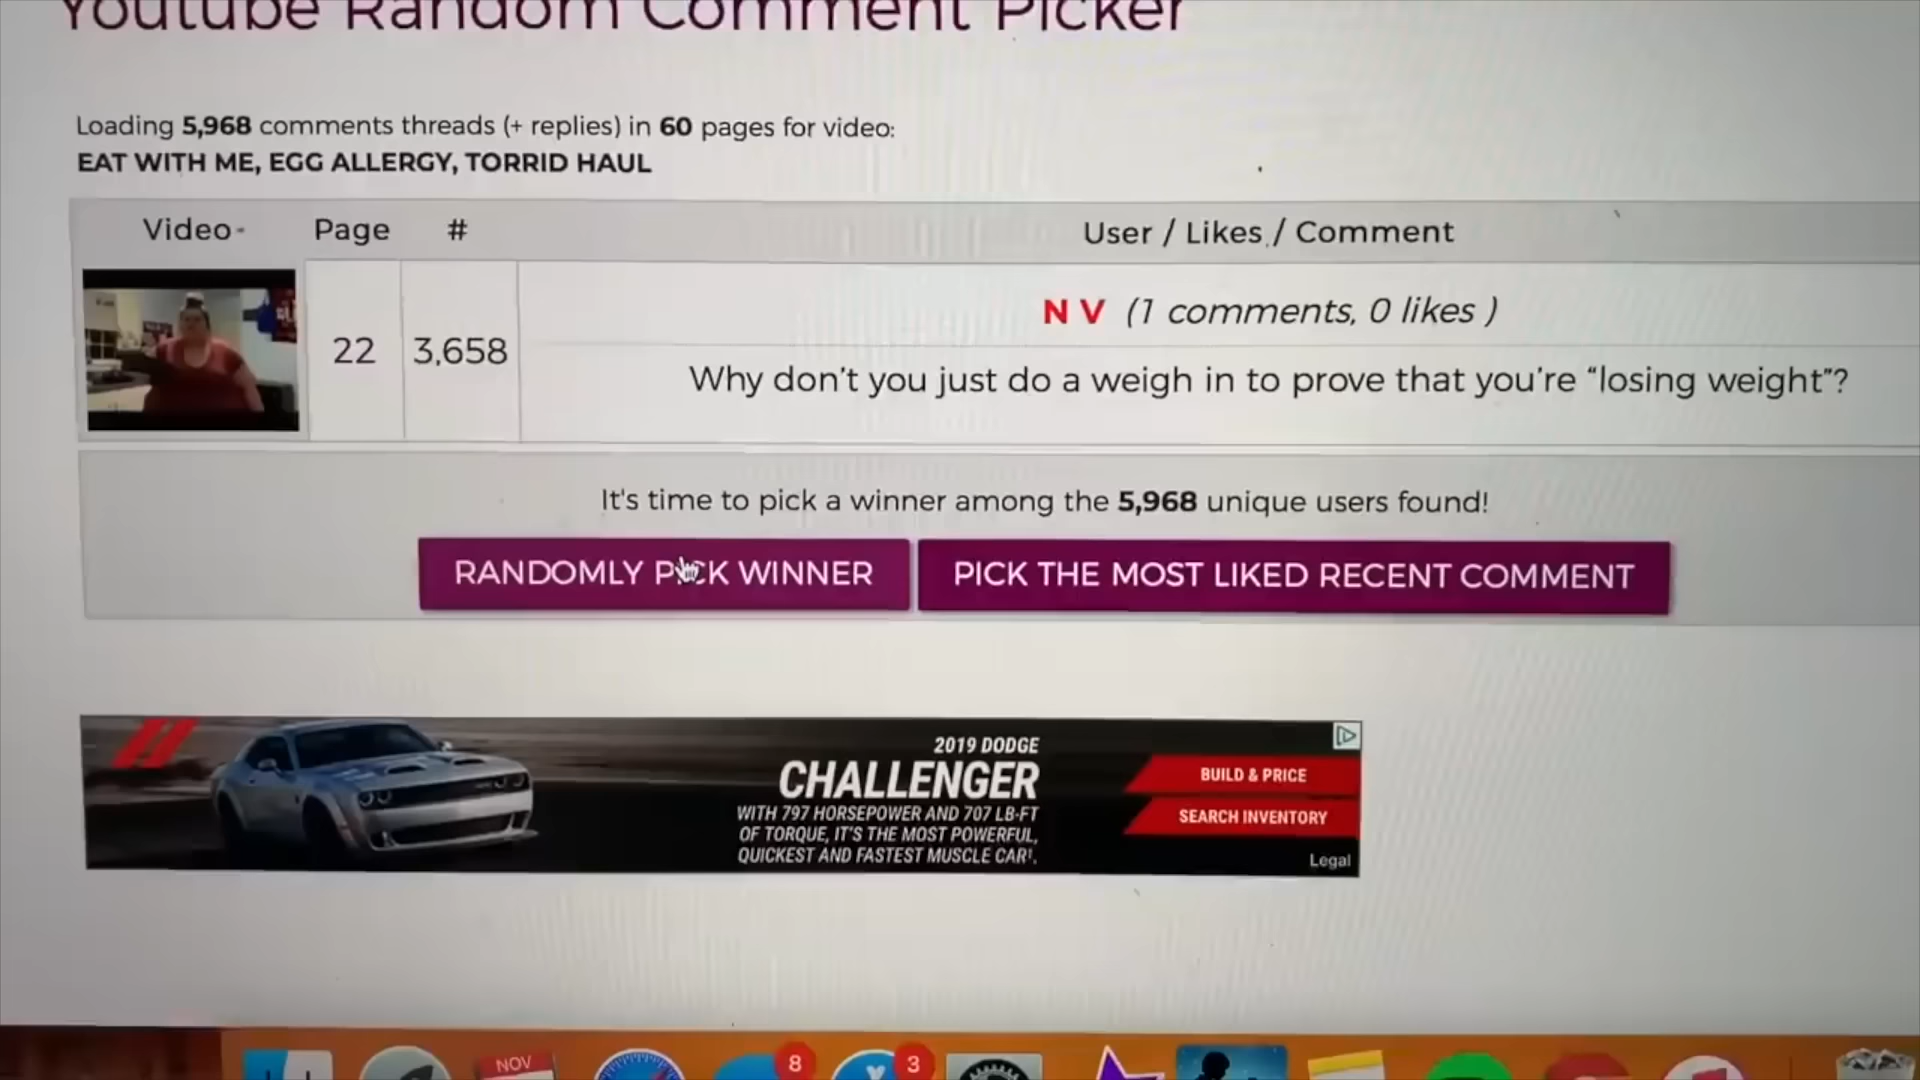 Youtube Random Comment Picker
Loading 5,968 comments threads (+ replies) in 60 pages for video:
EAT WITH ME, EGG ALLERGY, TORRID HAUL
Video Page # User / Likes / Comment
N V (1 comments, 0 likes )
22 3,658
Why don't you just do a weigh in to prove that you're “losing weight”?
It's time to pick a winner among the 5,968 unique users found!
RANDOMLY PICK WINNER PICK THE MOST LIKED RECENT COMMENT
2019 DODGE
CHALLENGER
WITH 797 HORSEPOWER AND 707 LB-FT
OF TORQUE, IT'S THE MOST POWERFUL,
QUICKEST AND FASTEST MUSCLE CAR¹.
BUILD & PRICE
SEARCH INVENTORY
Legal
NOV 8 3